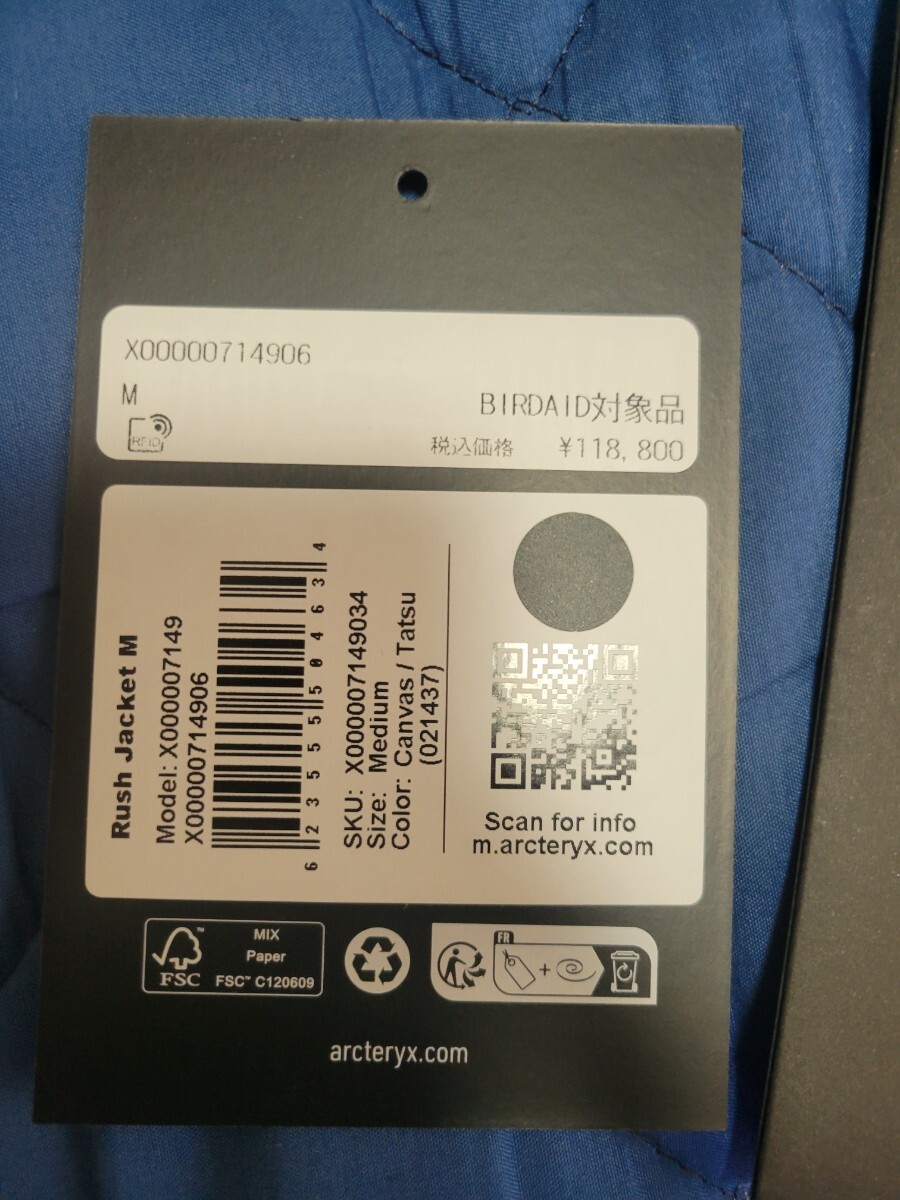 X00000714906
M
BIRDAID対象品
RFID
税込価格 ¥118,800
Rush Jacket M
Model: X000007149
X00000714906
6 23555 50463 4
SKU: X000007149034
Size: Medium
Color: Canvas / Tatsu
(021437)
Scan for info
m.arcteryx.com
FSC™
MIX
Paper
FSC™ C120609
FR
+
arcteryx.com